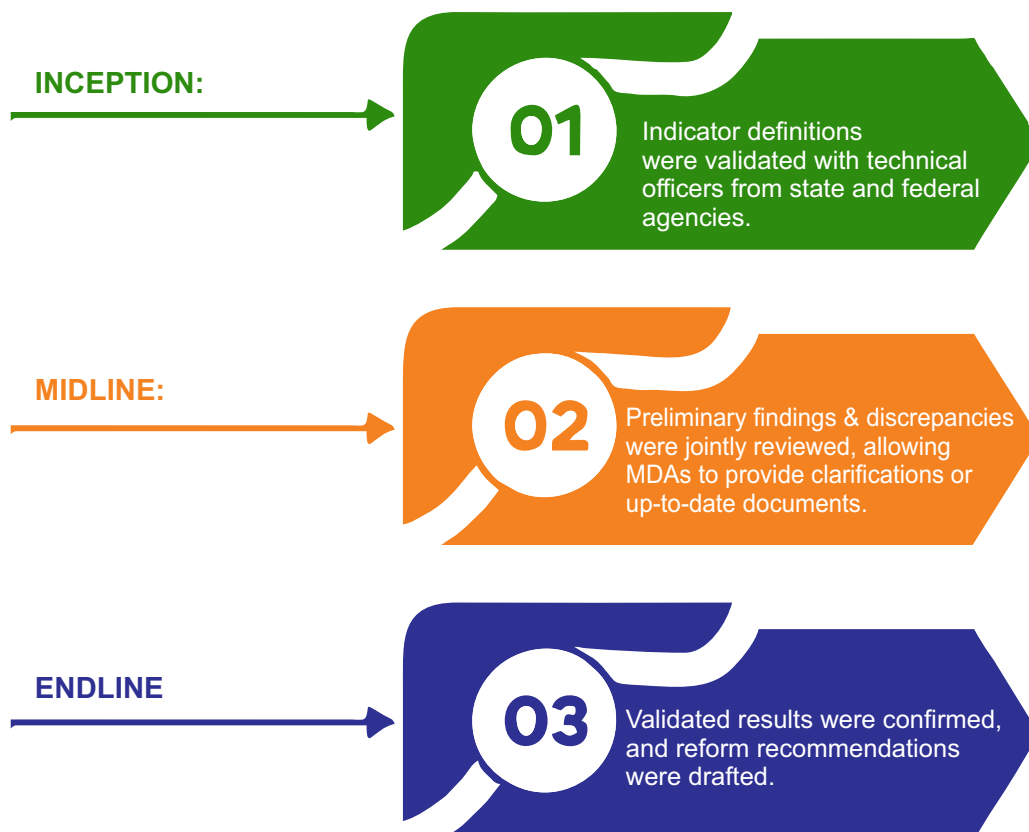 INCEPTION:
01
Indicator definitions
were validated with technical
officers from state and federal
agencies.
MIDLINE:
02
Preliminary findings & discrepancies
were jointly reviewed, allowing
MDAs to provide clarifications or
up-to-date documents.
ENDLINE
03
Validated results were confirmed,
and reform recommendations
were drafted.